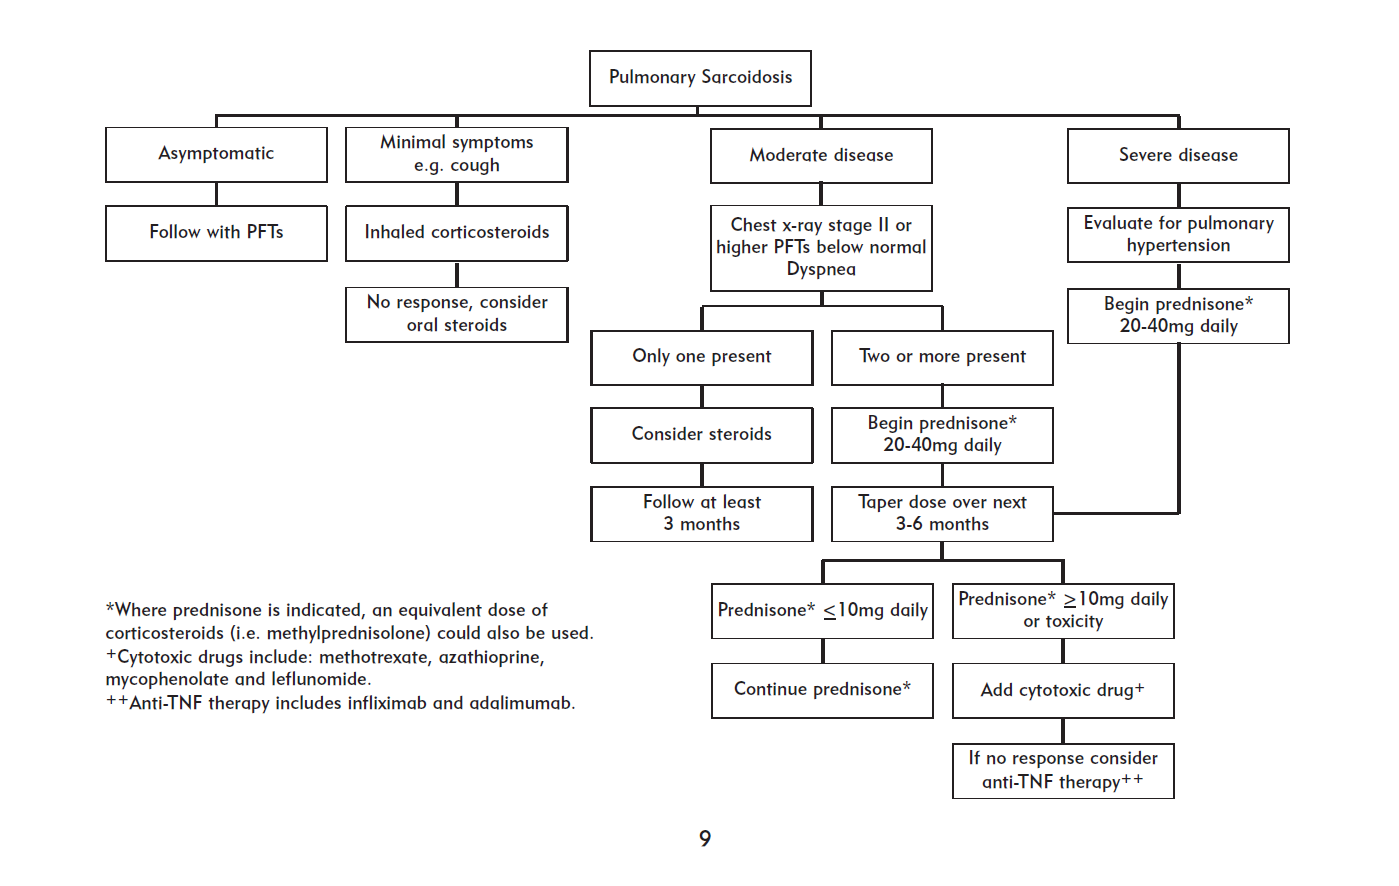 Pulmonary Sarcoidosis
Asymptomatic
Follow with PFTs
Minimal symptoms
e.g. cough
Inhaled corticosteroids
No response, consider
oral steroids
Moderate disease
Chest x-ray stage II or
higher PFTs below normal
Dyspnea
Only one present
Consider steroids
Follow at least
3 months
Two or more present
Begin prednisone*
20-40mg daily
Taper dose over next
3-6 months
Severe disease
Evaluate for pulmonary
hypertension
Begin prednisone*
20-40mg daily
Prednisone* ≤10mg daily
Continue prednisone*
Prednisone* ≥10mg daily
or toxicity
Add cytotoxic drug+
If no response consider
anti-TNF therapy++
*Where prednisone is indicated, an equivalent dose of
corticosteroids (i.e. methylprednisolone) could also be used.
+Cytotoxic drugs include: methotrexate, azathioprine,
mycophenolate and leflunomide.
++Anti-TNF therapy includes infliximab and adalimumab.
9